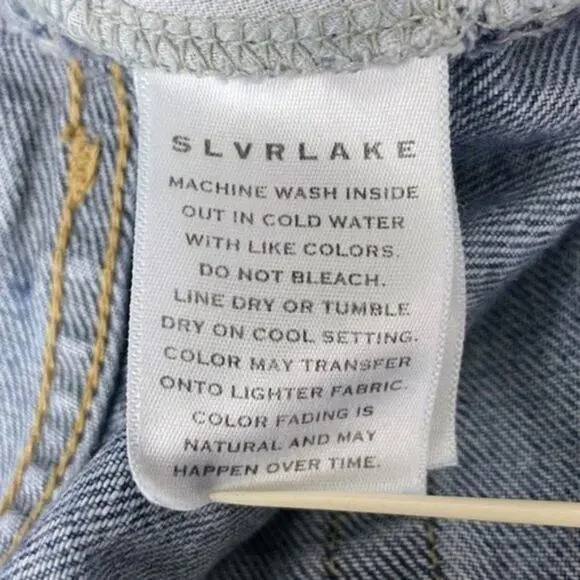 SLVRLAKE
MACHINE WASH INSIDE
OUT IN COLD WATER
WITH LIKE COLORS.
DO NOT BLEACH.
LINE DRY OR TUMBLE
DRY ON COOL SETTING.
COLOR MAY TRANSFER
ONTO LIGHTER FABRIC.
COLOR FADING IS
NATURAL AND MAY
HAPPEN OVER TIME.